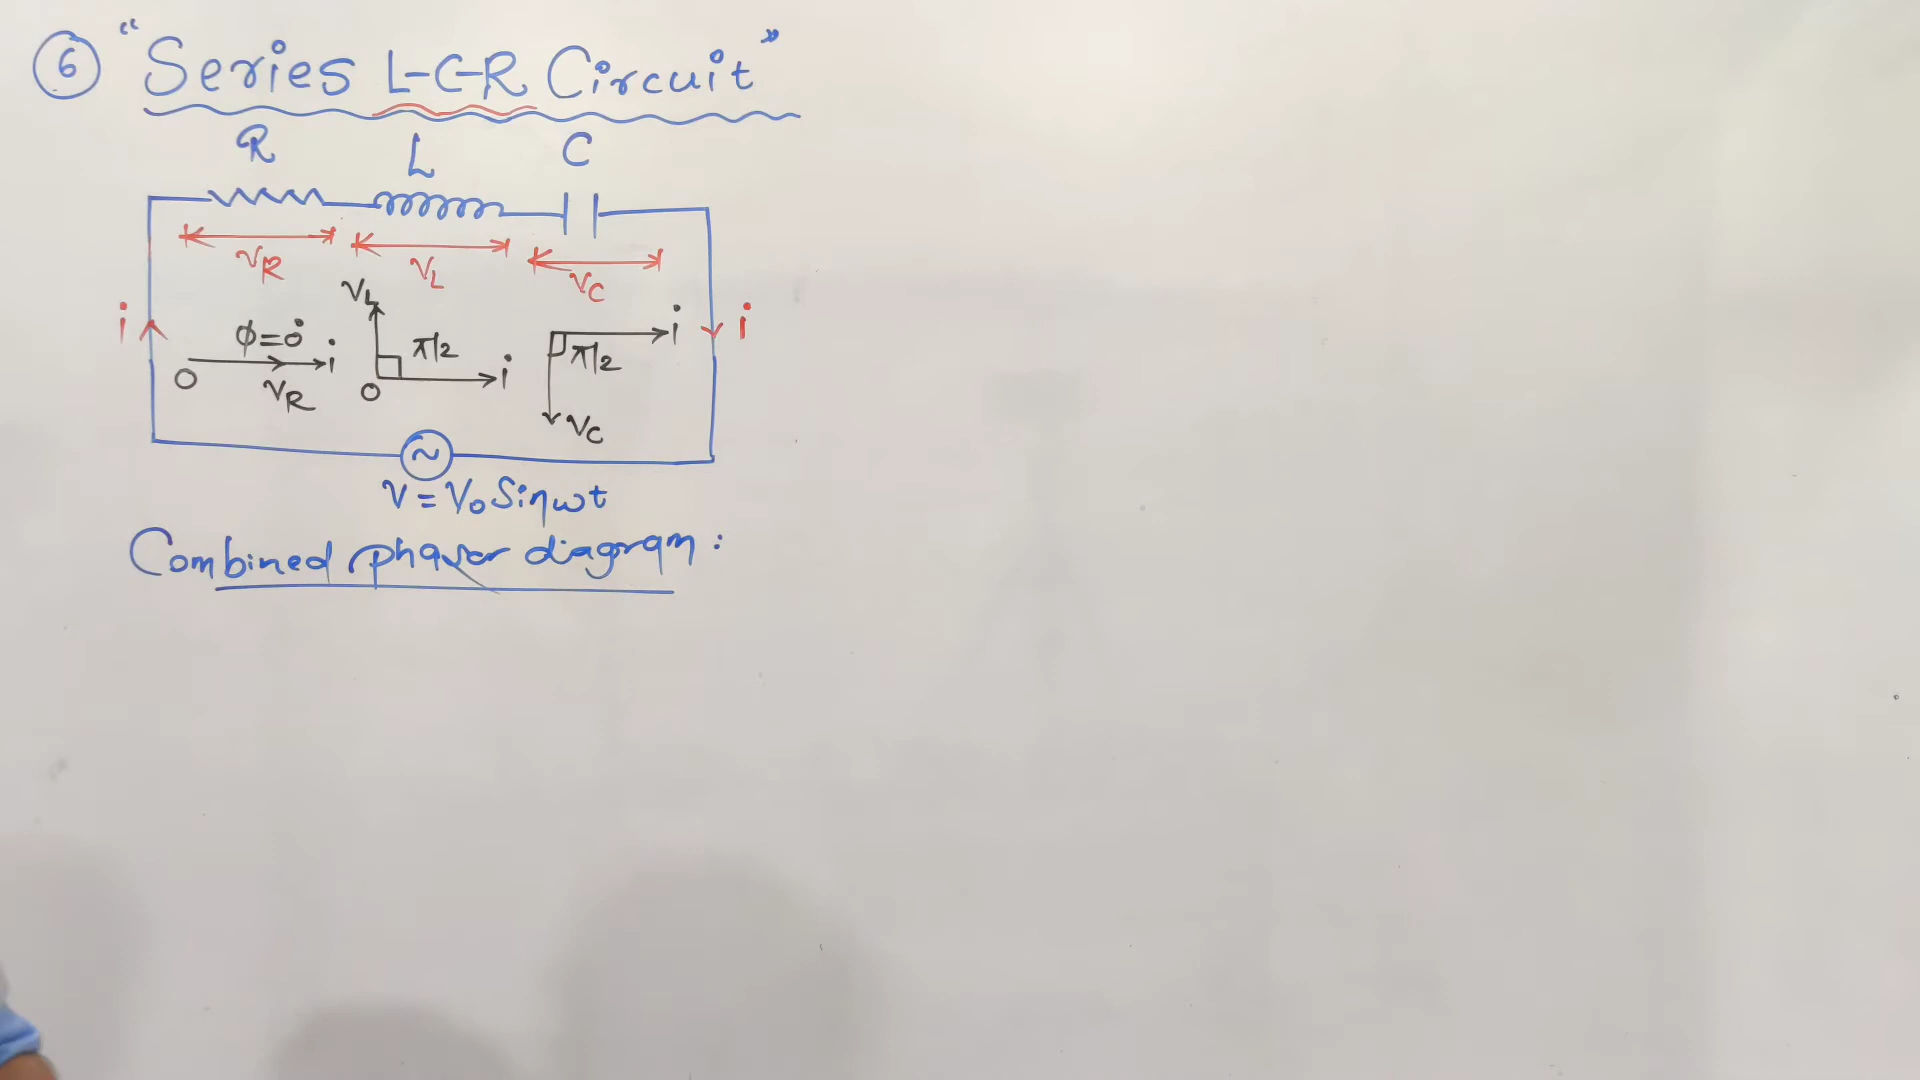 6 "Series L-C-R Circuit"
R L C
VR VL VC
i ϕ=0° i VR O
VL π/2 i O
i π/2 VC i
V = V₀ Sinωt
Combined phasor diagram :